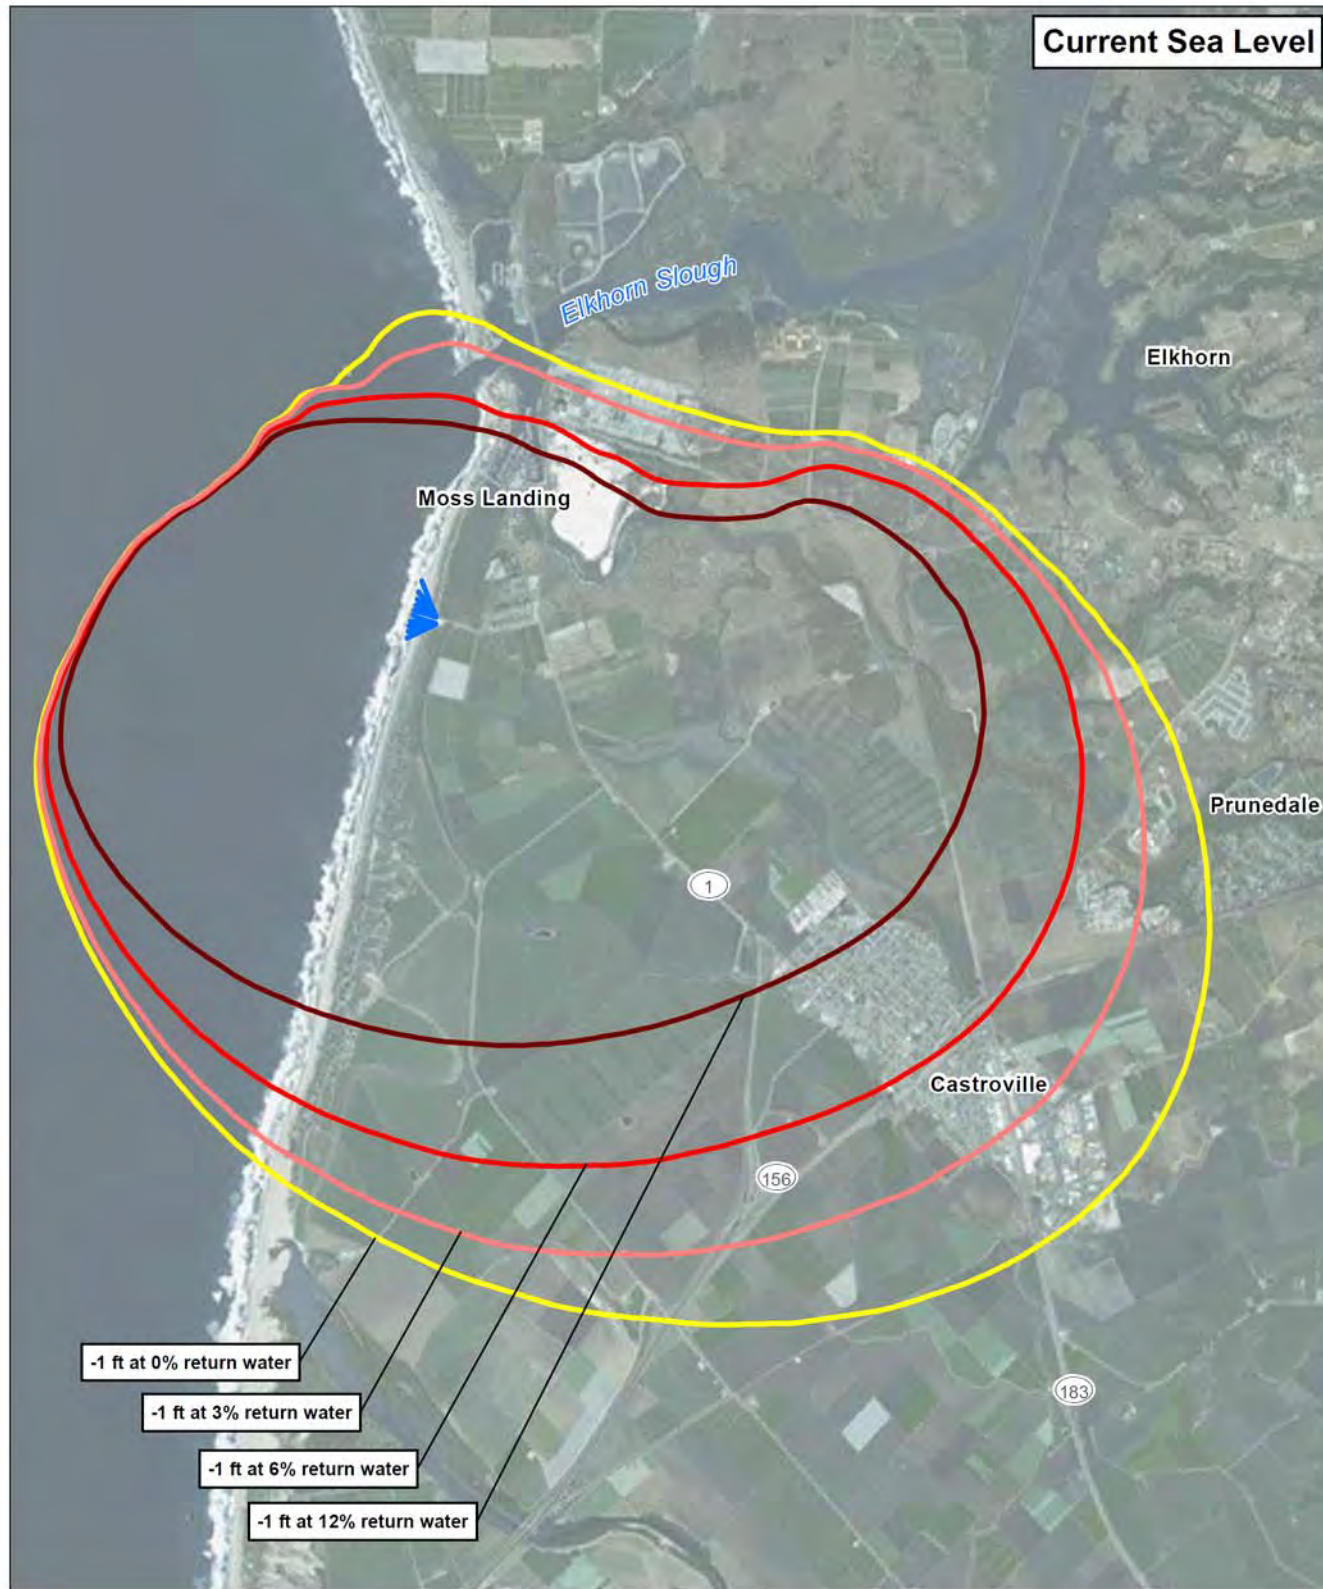 Current Sea Level
Elkhorn Slough
Elkhorn
Moss Landing
Prunedale
1
Castroville
156
-1 ft at 0% return water
183
-1 ft at 3% return water
-1 ft at 6% return water
-1 ft at 12% return water